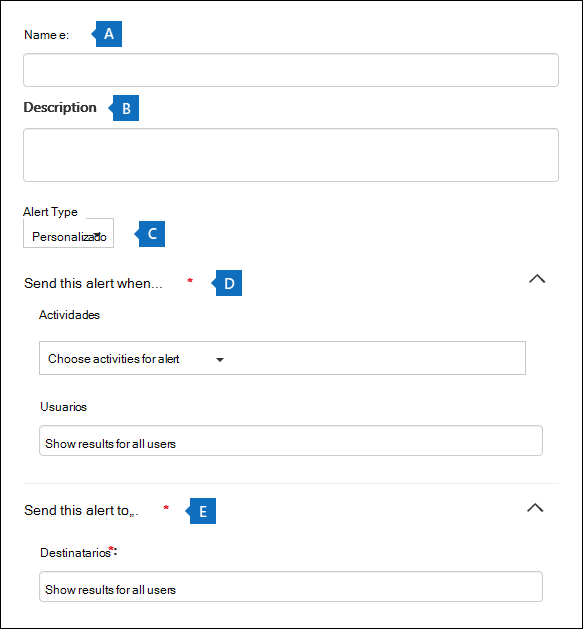 Name e: A
Description B
Alert Type
Personalizado C
Send this alert when... * D
Actividades
Choose activities for alert
Usuarios
Show results for all users
Send this alert to,,. * E
Destinatarios*:
Show results for all users